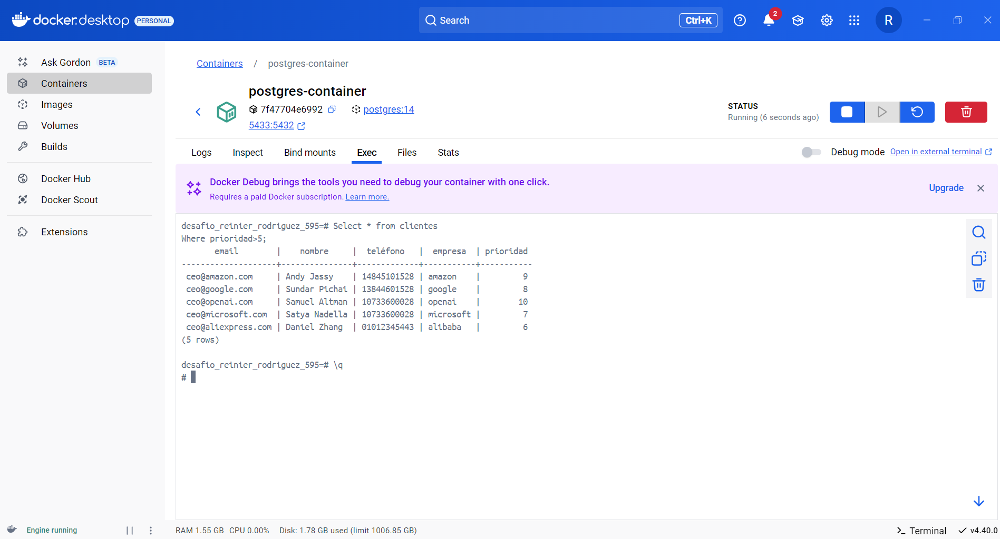 docker.desktop PERSONAL
Search Ctrl+K
2
R
Ask Gordon BETA
Containers
Images
Volumes
Builds
Docker Hub
Docker Scout
Extensions
Containers / postgres-container
postgres-container
7f47704e6992 postgres:14
5433:5432
STATUS
Running (6 seconds ago)
Logs Inspect Bind mounts Exec Files Stats
Debug mode Open in external terminal
Docker Debug brings the tools you need to debug your container with one click.
Requires a paid Docker subscription. Learn more.
Upgrade
desafio_reinier_rodriguez_595=# Select * from clientes
Where prioridad>5;
email | nombre | teléfono | empresa | prioridad
--------------------+---------------+-------------+-----------+-----------
ceo@amazon.com | Andy Jassy | 14845101528 | amazon | 9
ceo@google.com | Sundar Pichai | 13844601528 | google | 8
ceo@openai.com | Samuel Altman | 10733600028 | openai | 10
ceo@microsoft.com | Satya Nadella | 10733600028 | microsoft | 7
ceo@aliexpress.com | Daniel Zhang | 01012345443 | alibaba | 6
(5 rows)
desafio_reinier_rodriguez_595=# \q
#
Engine running
RAM 1.55 GB CPU 0.00% Disk: 1.78 GB used (limit 1006.85 GB)
Terminal
v4.40.0